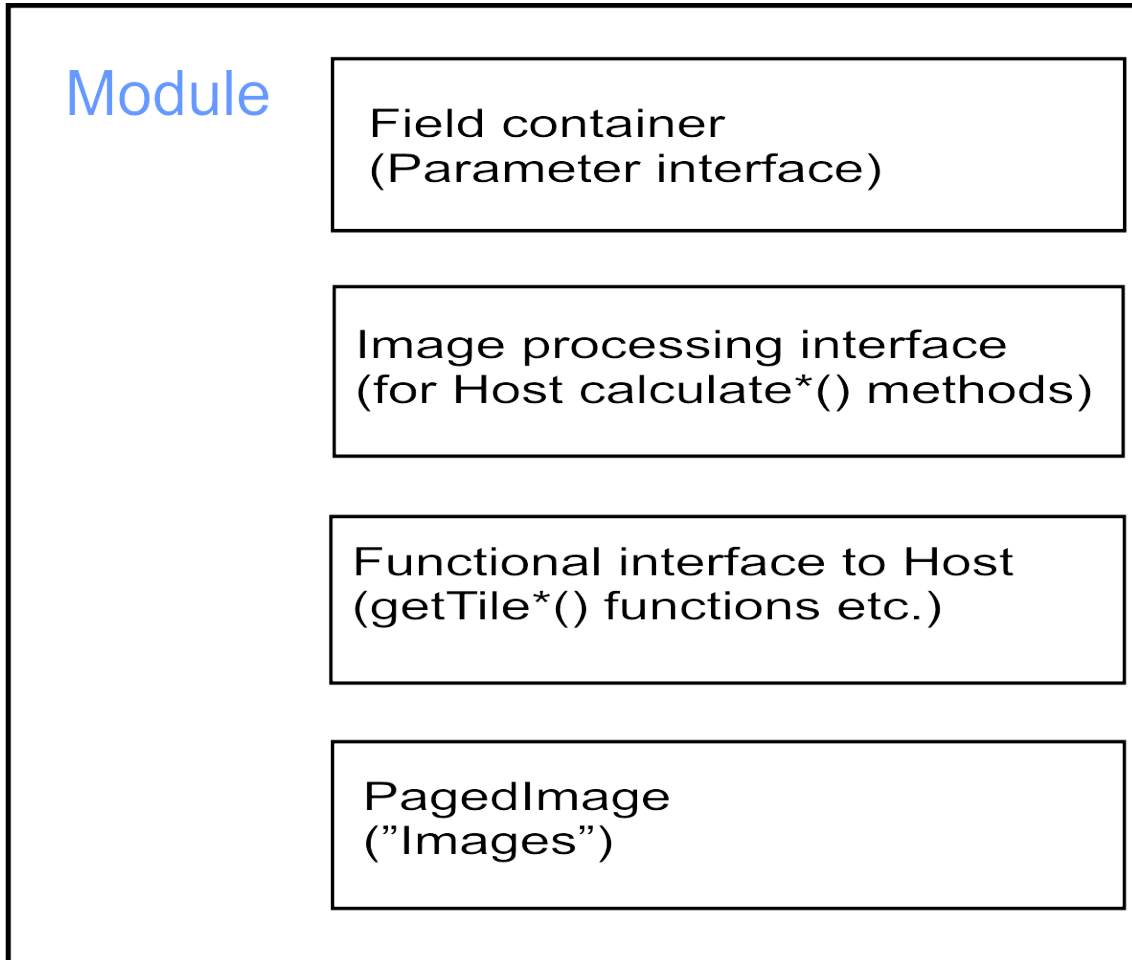 Module
Field container
(Parameter interface)
Image processing interface
(for Host calculate*() methods)
Functional interface to Host
(getTile*() functions etc.)
PagedImage
(”Images”)